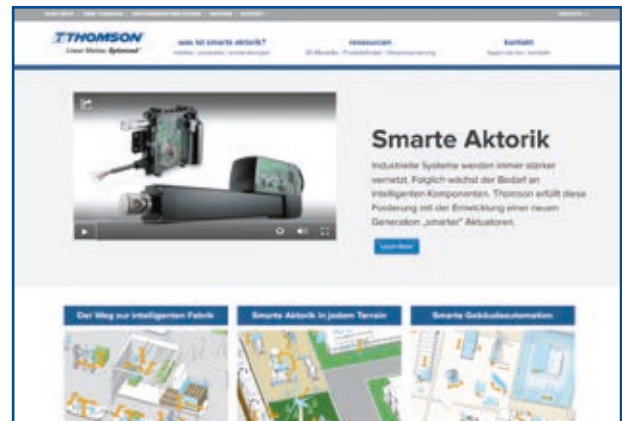 THOMSON
Linear Motion. Optimized™
was ist smarte aktorik?
ressourcen
kontakt
Smarte Aktorik
Industrielle Systeme werden immer stärker
vernetzt. Folglich wächst der Bedarf an
intelligenten Komponenten. Thomson erfüllt diese
Forderung mit der Entwicklung einer neuen
Generation „smarter“ Aktuatoren.
Learn More
Der Weg zur intelligenten Fabrik
Smarte Aktorik in jedem Terrain
Smarte Gebäudeautomation